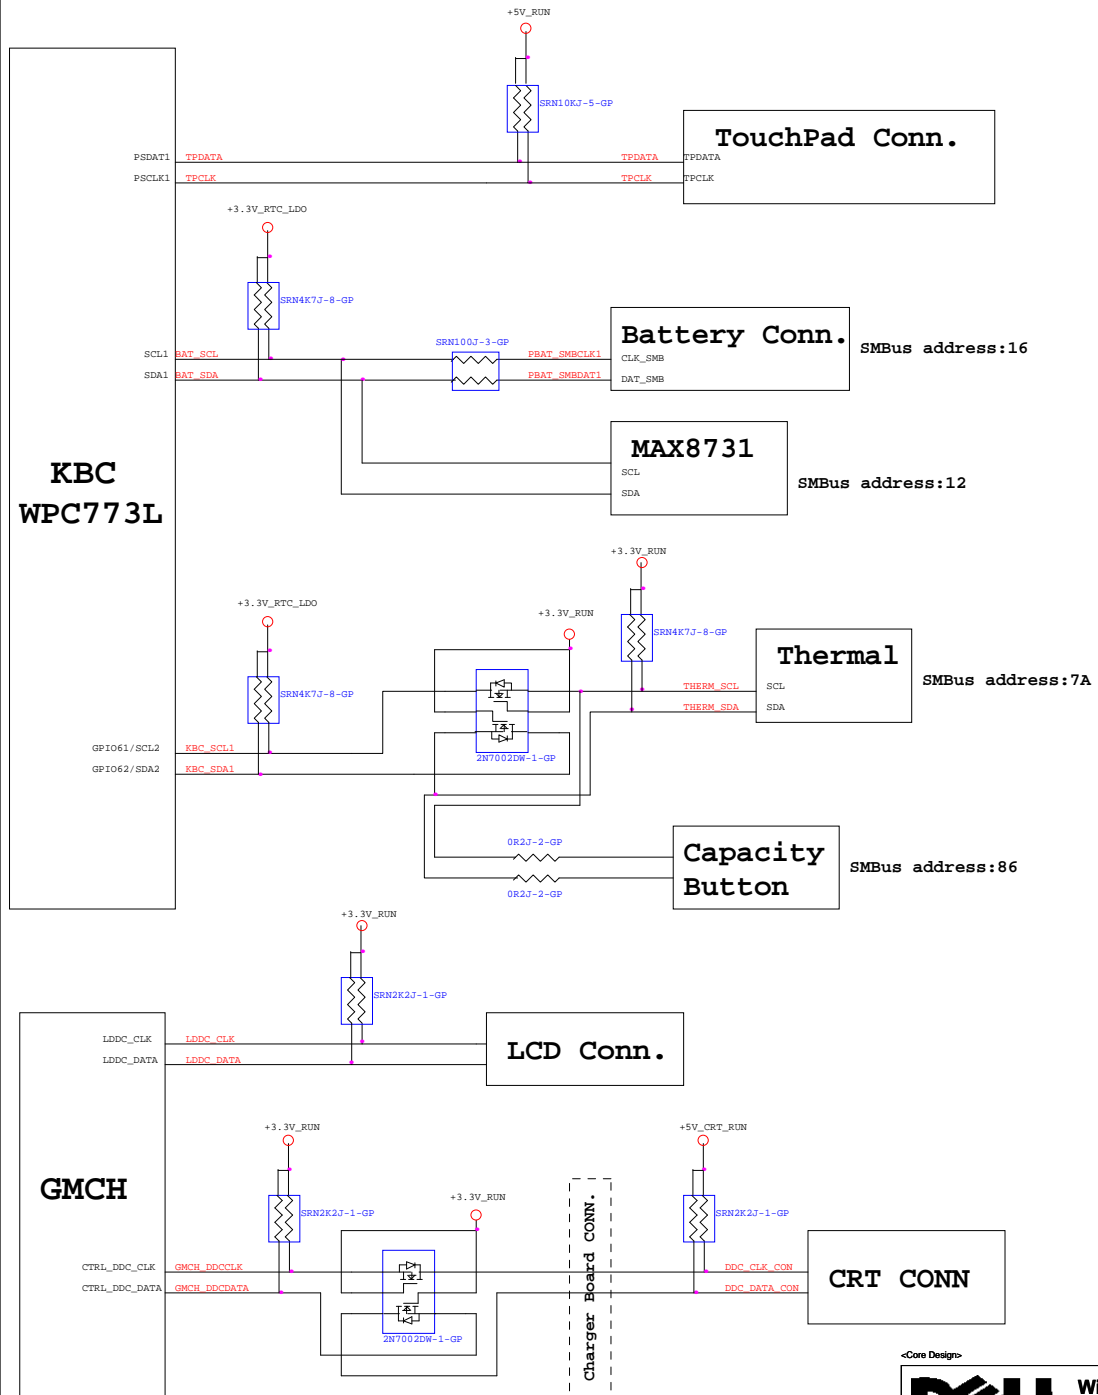 +5V_RUN
SRN10KJ-5-GP
TouchPad Conn.
PSDAT1 TPDATA TPDATA TPDATA
PSCLK1 TPCLK TPCLK TPCLK
+3.3V_RTC_LDO
SRN4K7J-8-GP
SRN100J-3-GP
Battery Conn.
SMBus address:16
SCL1 BAT_SCL PBAT_SMBCLK1 CLK_SMB
SDA1 BAT_SDA PBAT_SMBDAT1 DAT_SMB
MAX8731
SCL
SDA
SMBus address:12
KBC
WPC773L
+3.3V_RUN
+3.3V_RTC_LDO
+3.3V_RUN
SRN4K7J-8-GP
Thermal
SMBus address:7A
SRN4K7J-8-GP
THERM_SCL SCL
THERM_SDA SDA
GPIO61/SCL2 KBC_SCL1
GPIO62/SDA2 KBC_SDA1
2N7002DW-1-GP
0R2J-2-GP
0R2J-2-GP
Capacity
Button
SMBus address:86
+3.3V_RUN
SRN2K2J-1-GP
LDDC_CLK LDDC_CLK
LDDC_DATA LDDC_DATA
LCD Conn.
GMCH
+3.3V_RUN
+5V_CRT_RUN
+3.3V_RUN
SRN2K2J-1-GP
SRN2K2J-1-GP
Charger Board CONN.
CTRL_DDC_CLK GMCH_DDCCLK DDC_CLK_CON
CTRL_DDC_DATA GMCH_DDCDATA DDC_DATA_CON
CRT CONN
2N7002DW-1-GP
<Core Design>